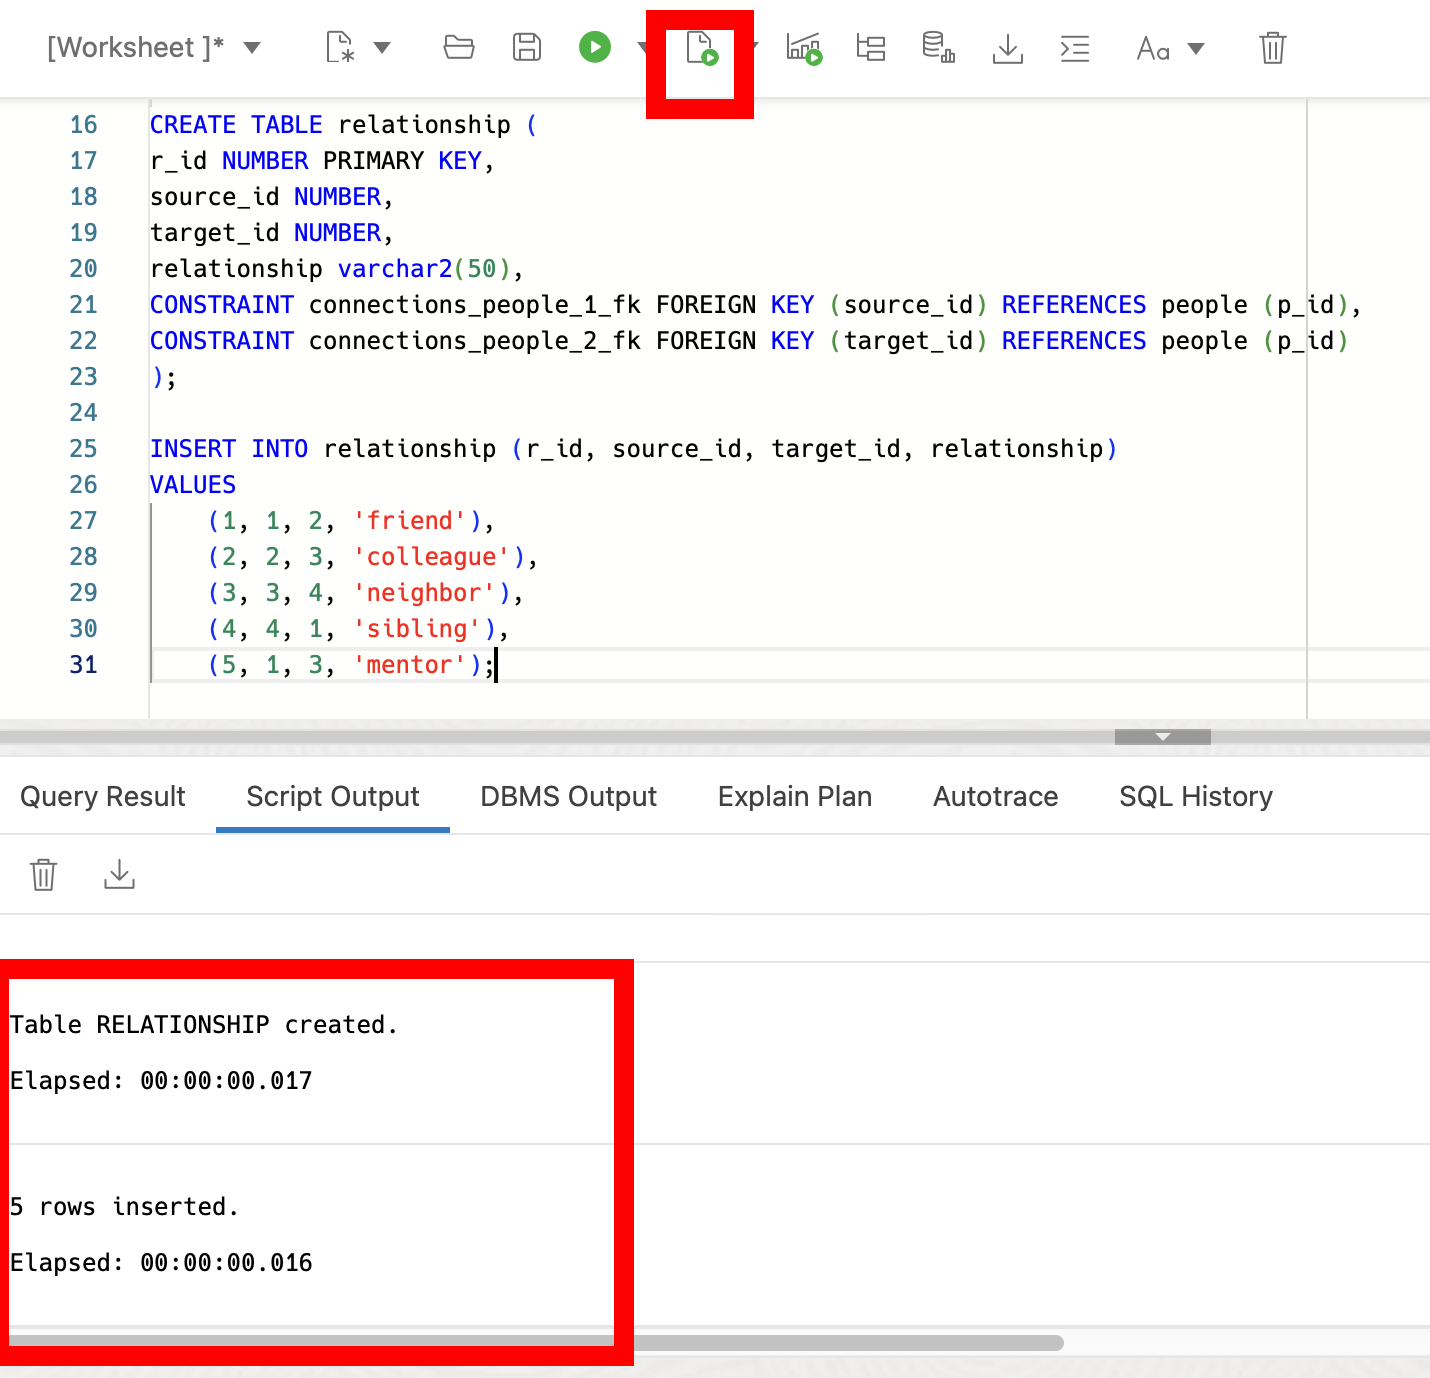 [Worksheet ]*
Aa
16 CREATE TABLE relationship (
17 r_id NUMBER PRIMARY KEY,
18 source_id NUMBER,
19 target_id NUMBER,
20 relationship varchar2(50),
21 CONSTRAINT connections_people_1_fk FOREIGN KEY (source_id) REFERENCES people (p_id),
22 CONSTRAINT connections_people_2_fk FOREIGN KEY (target_id) REFERENCES people (p_id)
23 );
24
25 INSERT INTO relationship (r_id, source_id, target_id, relationship)
26 VALUES
27 (1, 1, 2, 'friend'),
28 (2, 2, 3, 'colleague'),
29 (3, 3, 4, 'neighbor'),
30 (4, 4, 1, 'sibling'),
31 (5, 1, 3, 'mentor');
Query Result Script Output DBMS Output Explain Plan Autotrace SQL History
Table RELATIONSHIP created.
Elapsed: 00:00:00.017
5 rows inserted.
Elapsed: 00:00:00.016